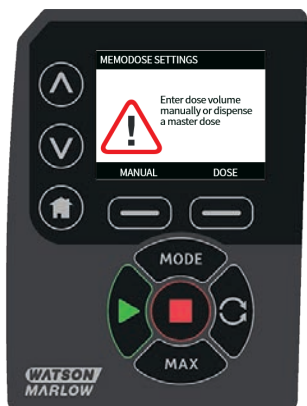 MEMODOSE SETTINGS
Enter dose volume
manually or dispense
a master dose
MANUAL DOSE
MODE
MAX
WATSON
MARLOW